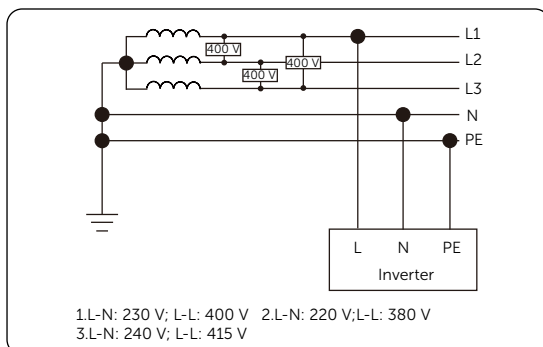 L1
400 V
L2
400 V
400 V
L3
N
PE
L N PE
Inverter
1.L-N: 230 V; L-L: 400 V 2.L-N: 220 V;L-L: 380 V
3.L-N: 240 V; L-L: 415 V